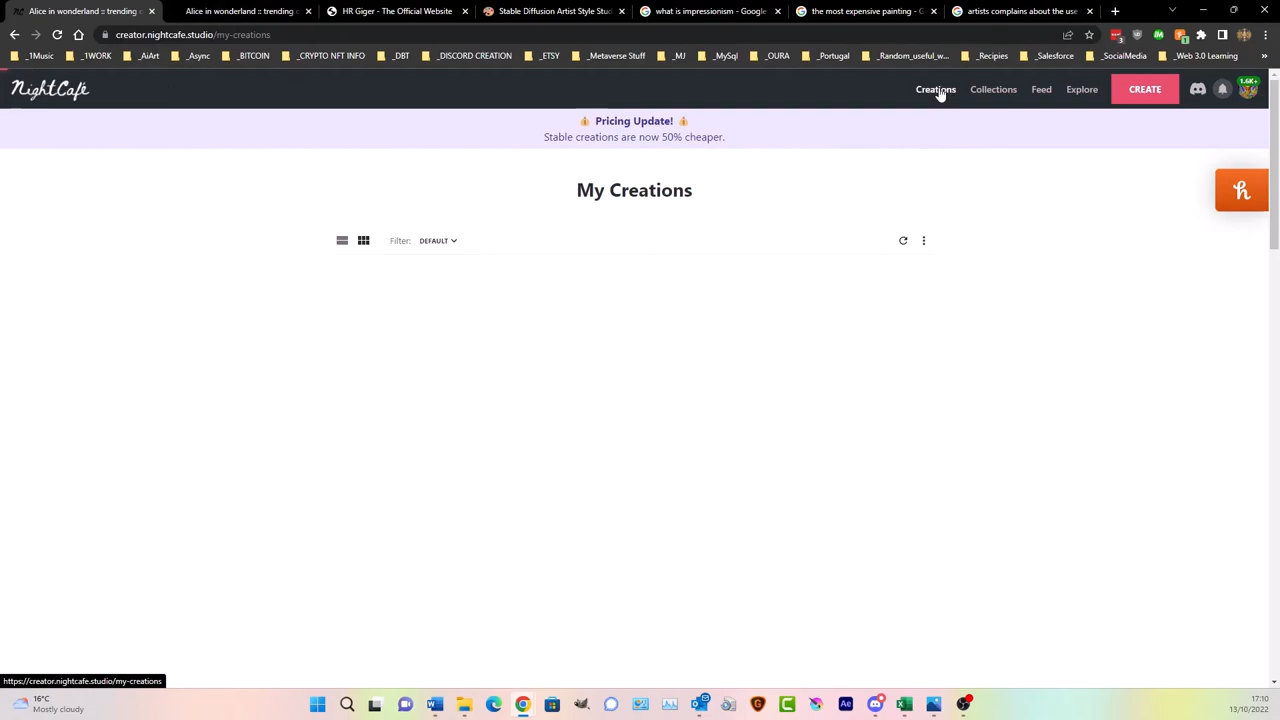 Alice in wonderland :: trending c
Alice in wonderland :: trending c
HR Giger - The Official Website
Stable Diffusion Artist Style Stud
what is impressionism - Google
the most expensive painting - G
artists complains about the use
creator.nightcafe.studio/my-creations
3
1
_1Music
_1WORK
_AiArt
_Async
_BITCOIN
_CRYPTO NFT INFO
_DBT
_DISCORD CREATION
_ETSY
_Metaverse Stuff
_MJ
_MySql
_OURA
_Portugal
_Random_useful_w...
_Recipies
_Salesforce
_SocialMedia
_Web 3.0 Learning
»
NightCafe
Creations
Collections
Feed
Explore
CREATE
1.6K+
Pricing Update!
Stable creations are now 50% cheaper.
My Creations
Filter: DEFAULT
https://creator.nightcafe.studio/my-creations
16°C
Mostly cloudy
17:10
13/10/2022